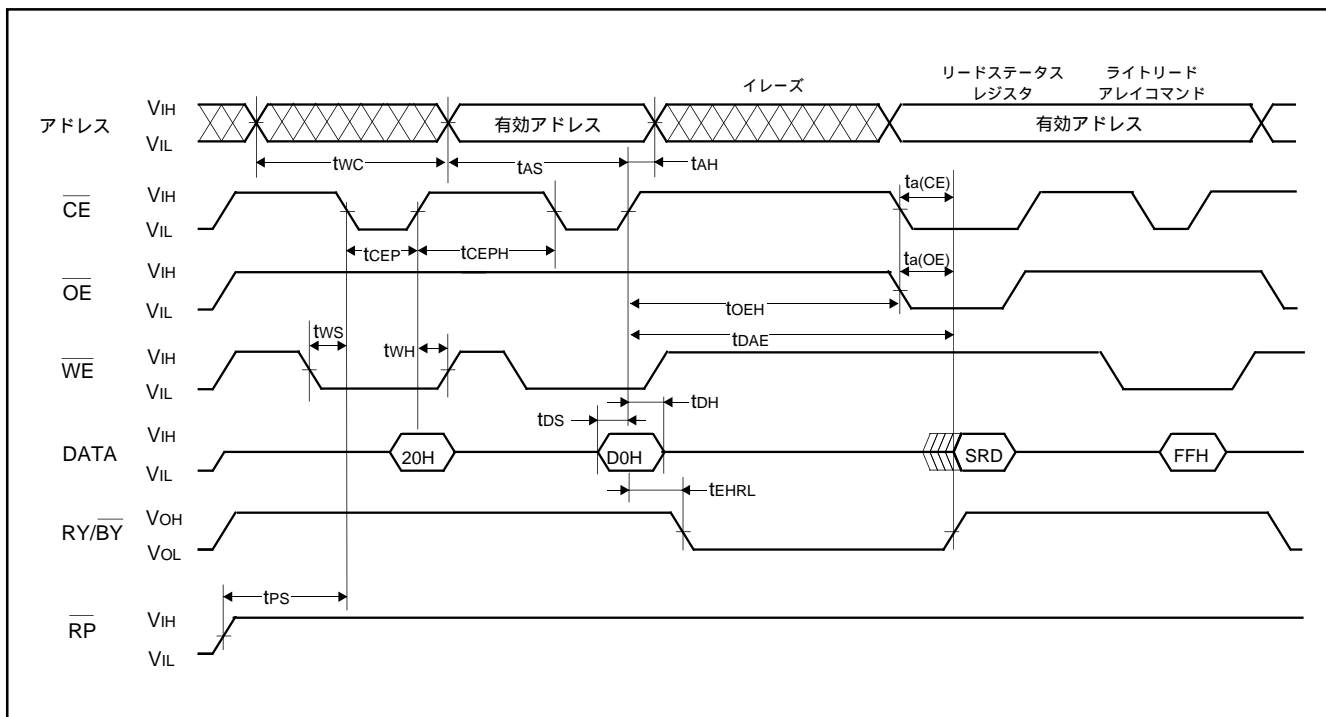 イレーズ
リードステータス
レジスタ
ライトリード
アレイコマンド
アドレス
VIH
VIL
有効アドレス
有効アドレス
tWC
tAS
tAH
CE
VIH
VIL
ta(CE)
tCEP
tCEPH
OE
VIH
VIL
ta(OE)
tOEH
tDAE
WE
VIH
VIL
tWS
tWH
tDH
tDS
DATA
VIH
VIL
20H
D0H
SRD
FFH
tEHRL
RY/BY
VOH
VOL
tPS
RP
VIH
VIL